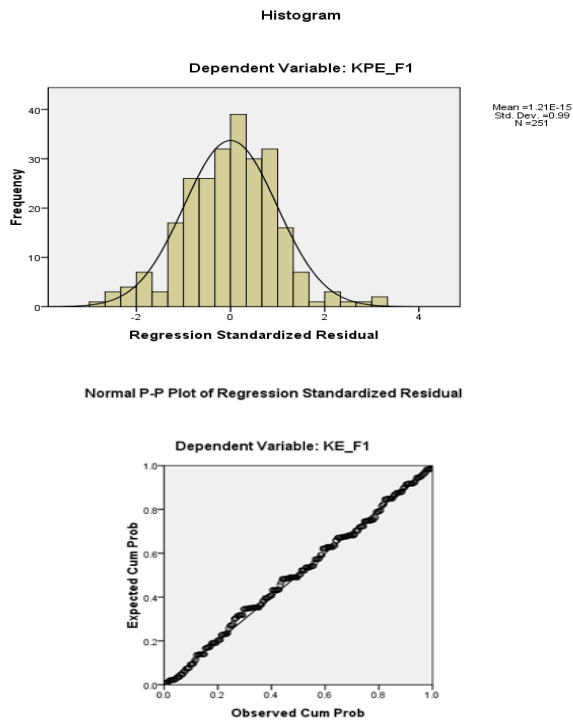 Histogram
Dependent Variable: KPE_F1
Mean =1.21E-15
Std. Dev. =0.99
N =251
40
30
20
10
0
Frequency
-2
0
2
4
Regression Standardized Residual
Normal P-P Plot of Regression Standardized Residual
Dependent Variable: KE_F1
1.0
0.8
0.6
0.4
0.2
0.0
Expected Cum Prob
0.0
0.2
0.4
0.6
0.8
1.0
Observed Cum Prob